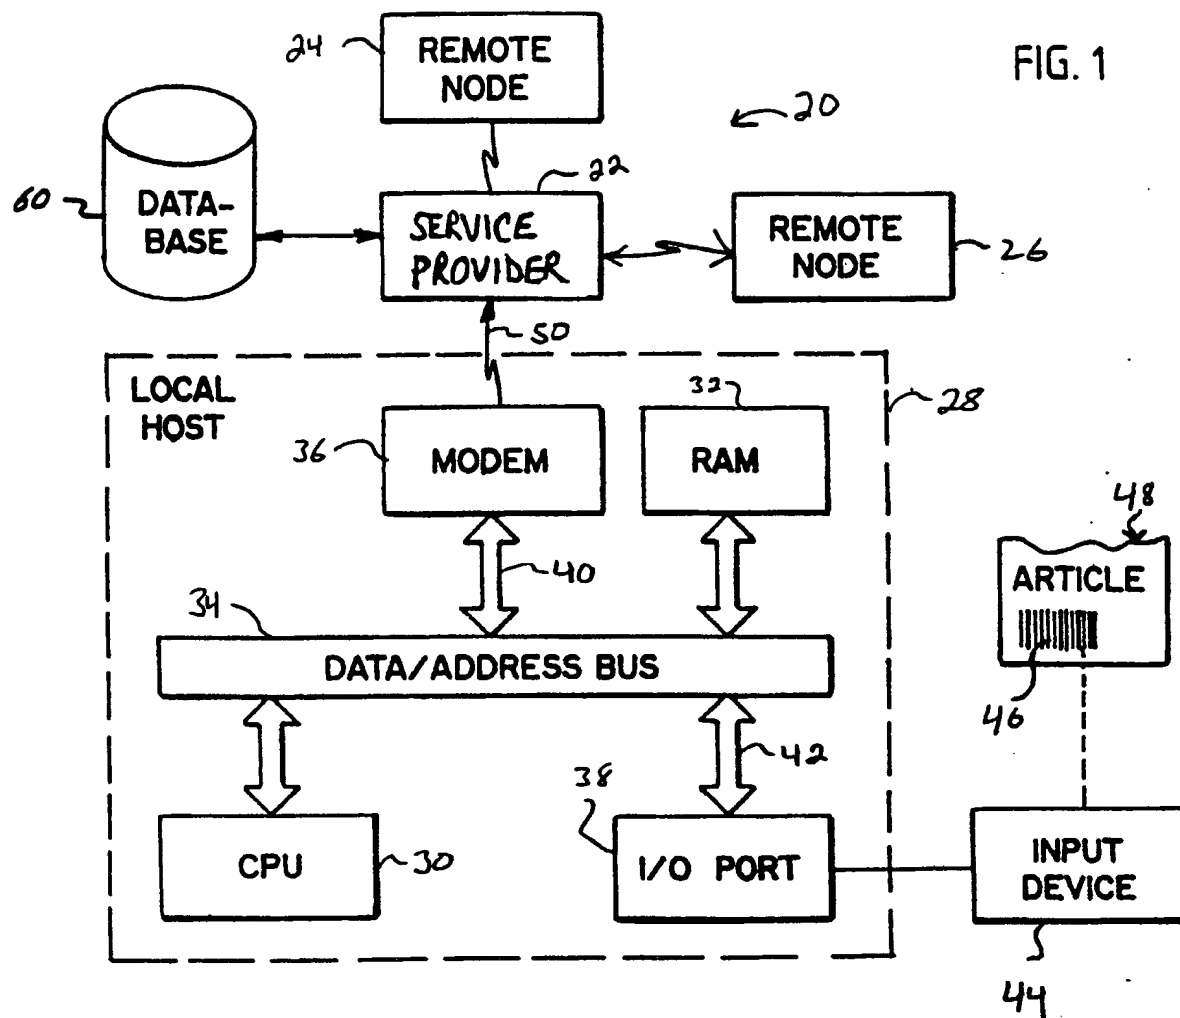 24
REMOTE
NODE
FIG. 1
20
60
DATA-
BASE
22
SERVICE
PROVIDER
REMOTE
NODE
26
50
LOCAL
HOST
36
MODEM
32
RAM
28
40
48
ARTICLE
46
34
DATA/ADDRESS BUS
42
CPU
30
38
I/O PORT
INPUT
DEVICE
44